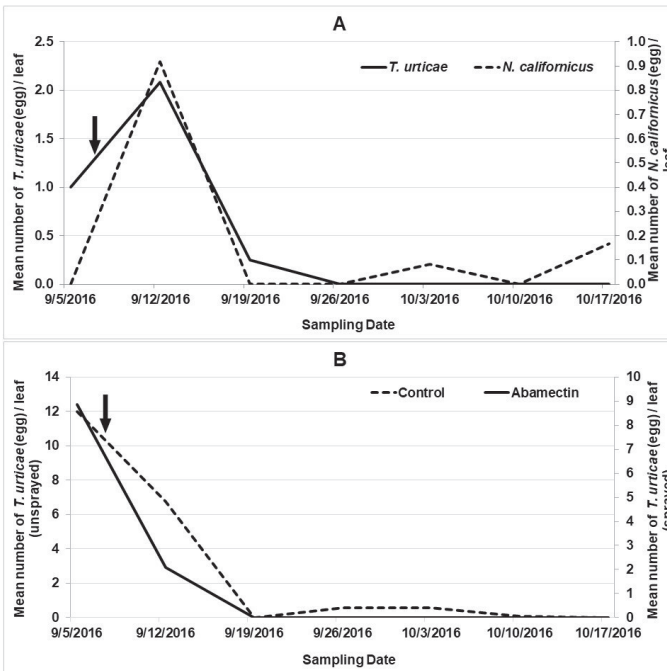 A
Mean number of T. urticae (egg) / leaf
2.5
2.0
1.5
1.0
0.5
0.0
T. urticae
N. californicus
1.0
0.9
0.8
0.7
0.6
0.5
0.4
0.3
0.2
0.1
0.0
Mean number of N. californicus (egg) /
leaf
9/5/2016 9/12/2016 9/19/2016 9/26/2016 10/3/2016 10/10/2016 10/17/2016
Sampling Date
B
Mean number of T. urticae (egg) / leaf
(unsprayed)
14
12
10
8
6
4
2
0
Control
Abamectin
10
9
8
7
6
5
4
3
2
1
0
Mean number of T. urticae (egg) / leaf
(sprayed)
9/5/2016 9/12/2016 9/19/2016 9/26/2016 10/3/2016 10/10/2016 10/17/2016
Sampling Date